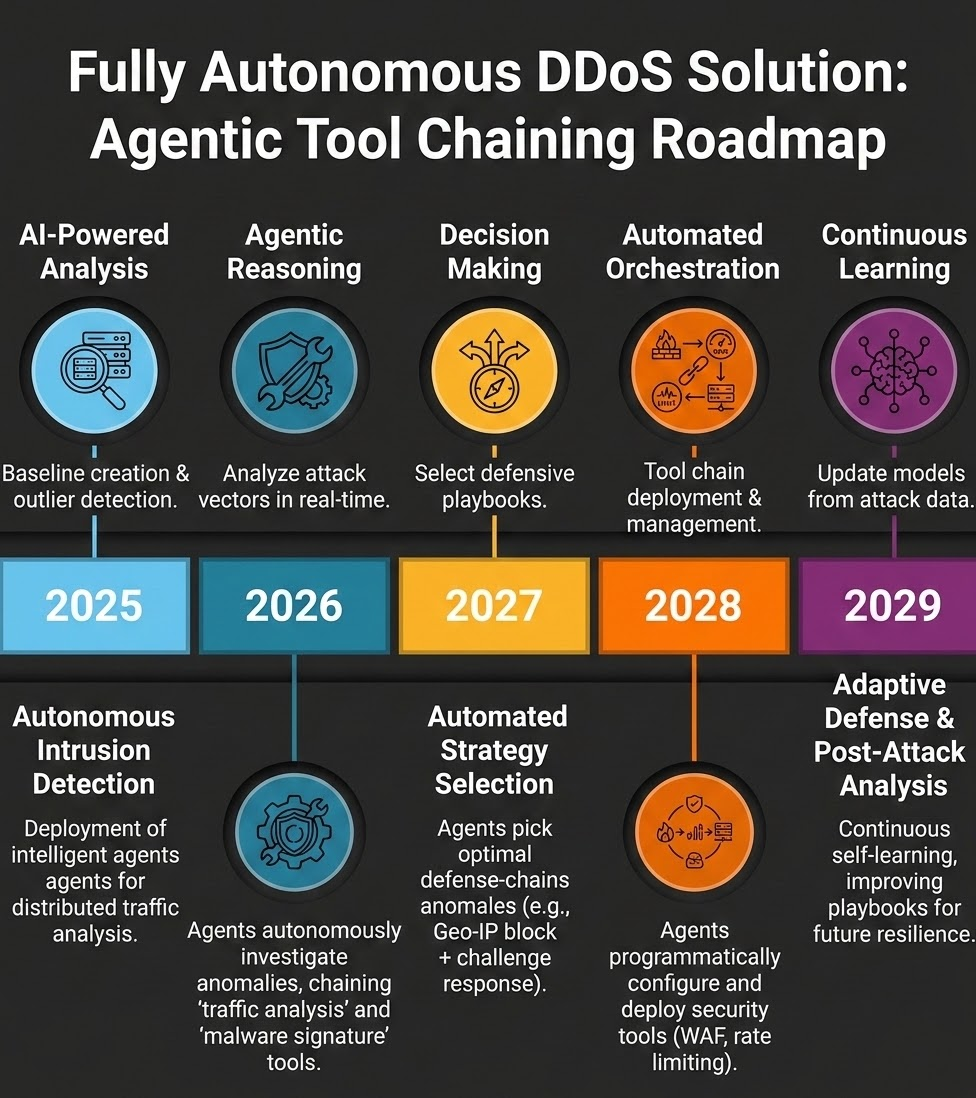 Fully Autonomous DDoS Solution:
Agentic Tool Chaining Roadmap
AI-Powered
Analysis
Baseline creation &
outlier detection.
Agentic
Reasoning
Analyze attack
vectors in real-time.
Decision
Making
Select defensive
playbooks.
Automated
Orchestration
Tool chain
deployment &
management.
Continuous
Learning
Update models
from attack data.
2025
2026
2027
2028
2029
Autonomous
Intrusion
Detection
Deployment of
intelligent agents
agents for
distributed traffic
analysis.
Agents autonomously
investigate
anomalies, chaining
‘traffic analysis’ and
‘malware signature’
tools.
Automated
Strategy
Selection
Agents pick
optimal
defense-chains
anomalies (e.g.,
Geo-IP block
+ challenge
response).
Agents
programmatically
configure and
deploy security
tools (WAF, rate
limiting).
Adaptive
Defense &
Post-Attack
Analysis
Continuous
self-learning,
improving
playbooks for
future resilience.